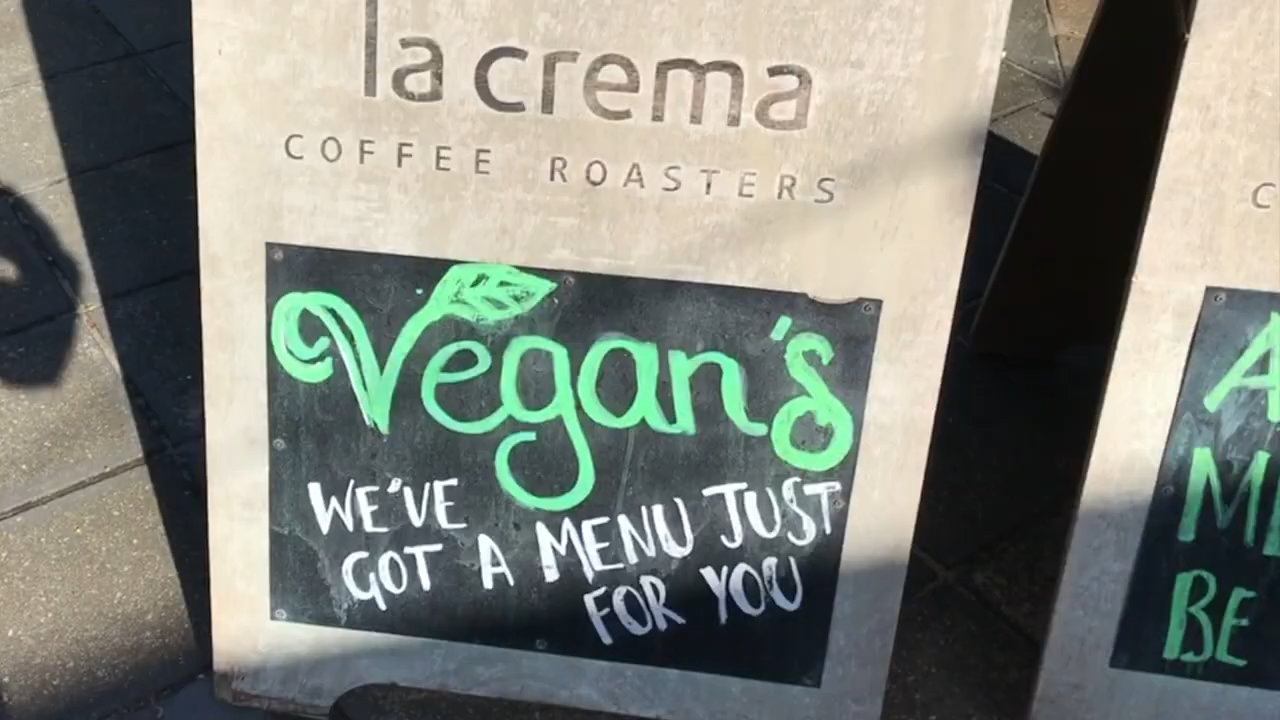 la crema
COFFEE ROASTERS
Vegan's
WE'VE
GOT A MENU JUST
FOR YOU
BE